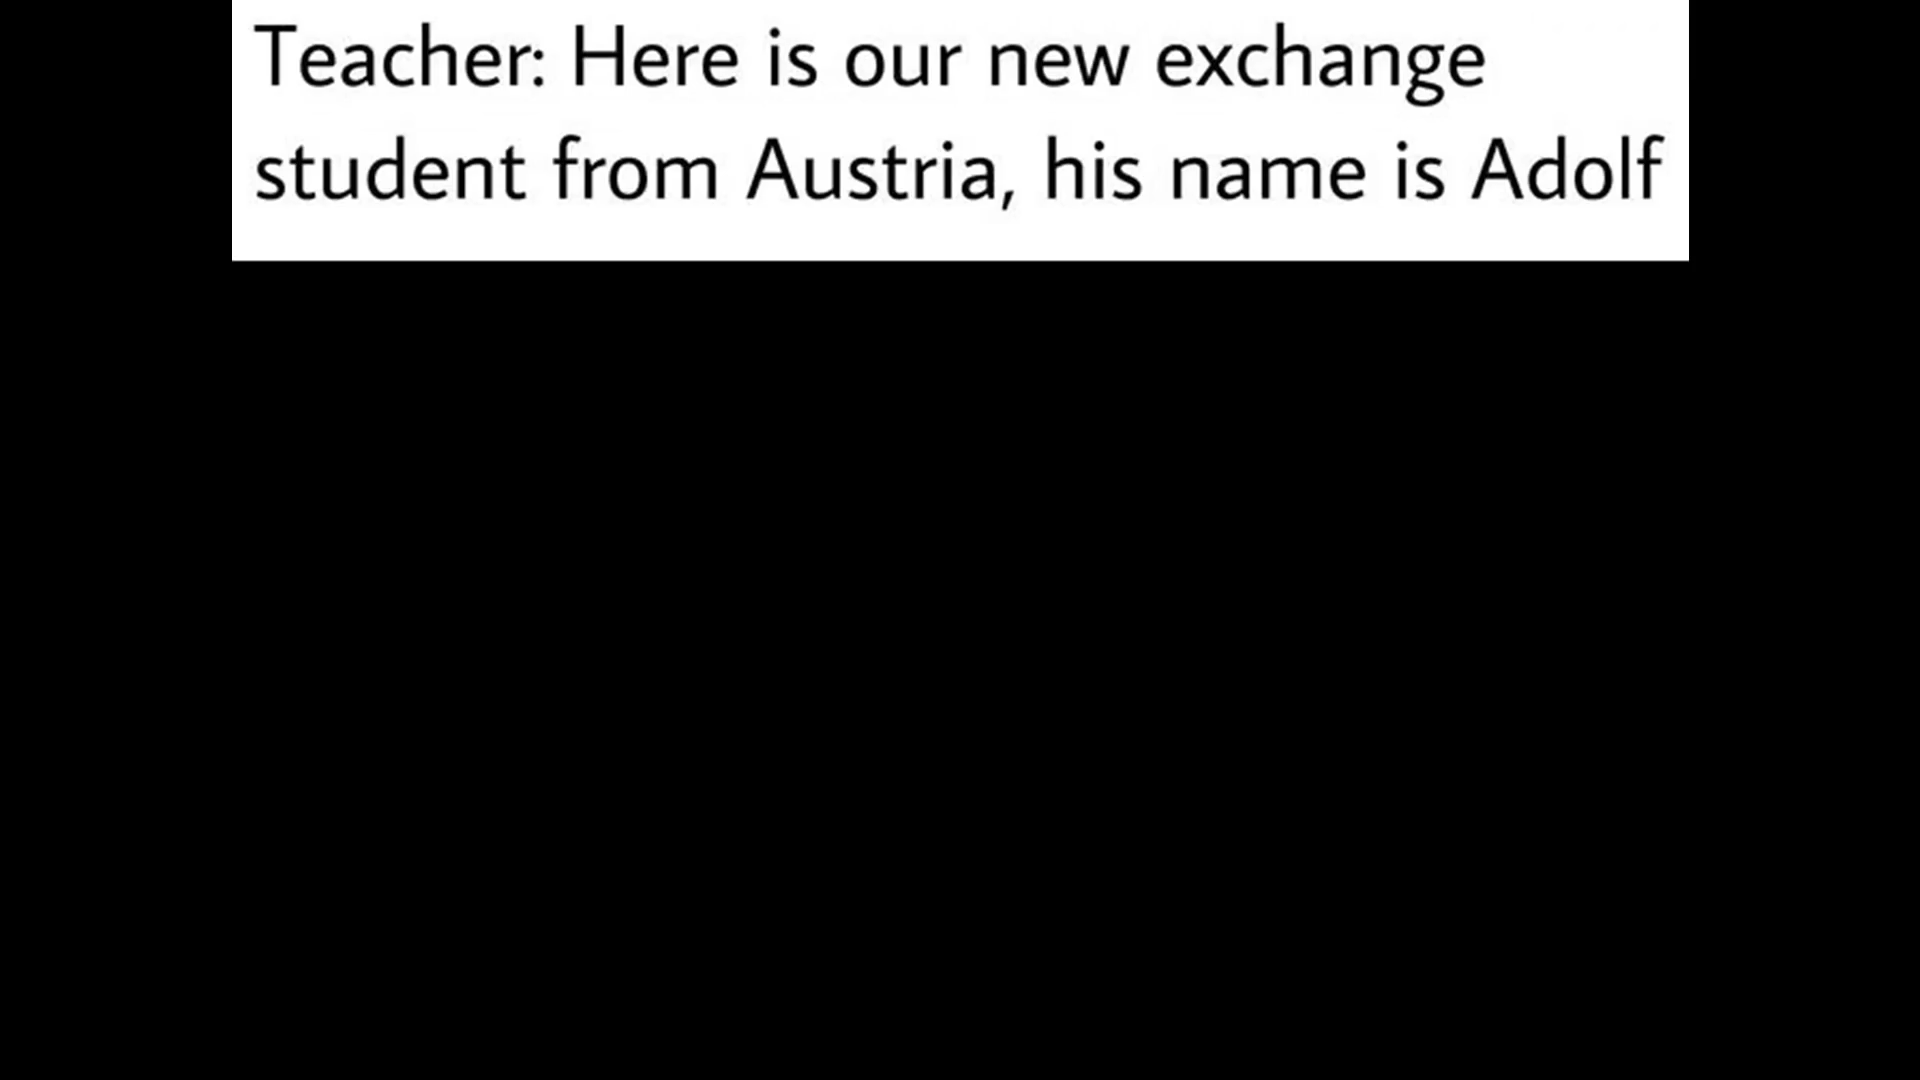 Teacher: Here is our new exchange
student from Austria, his name is Adolf